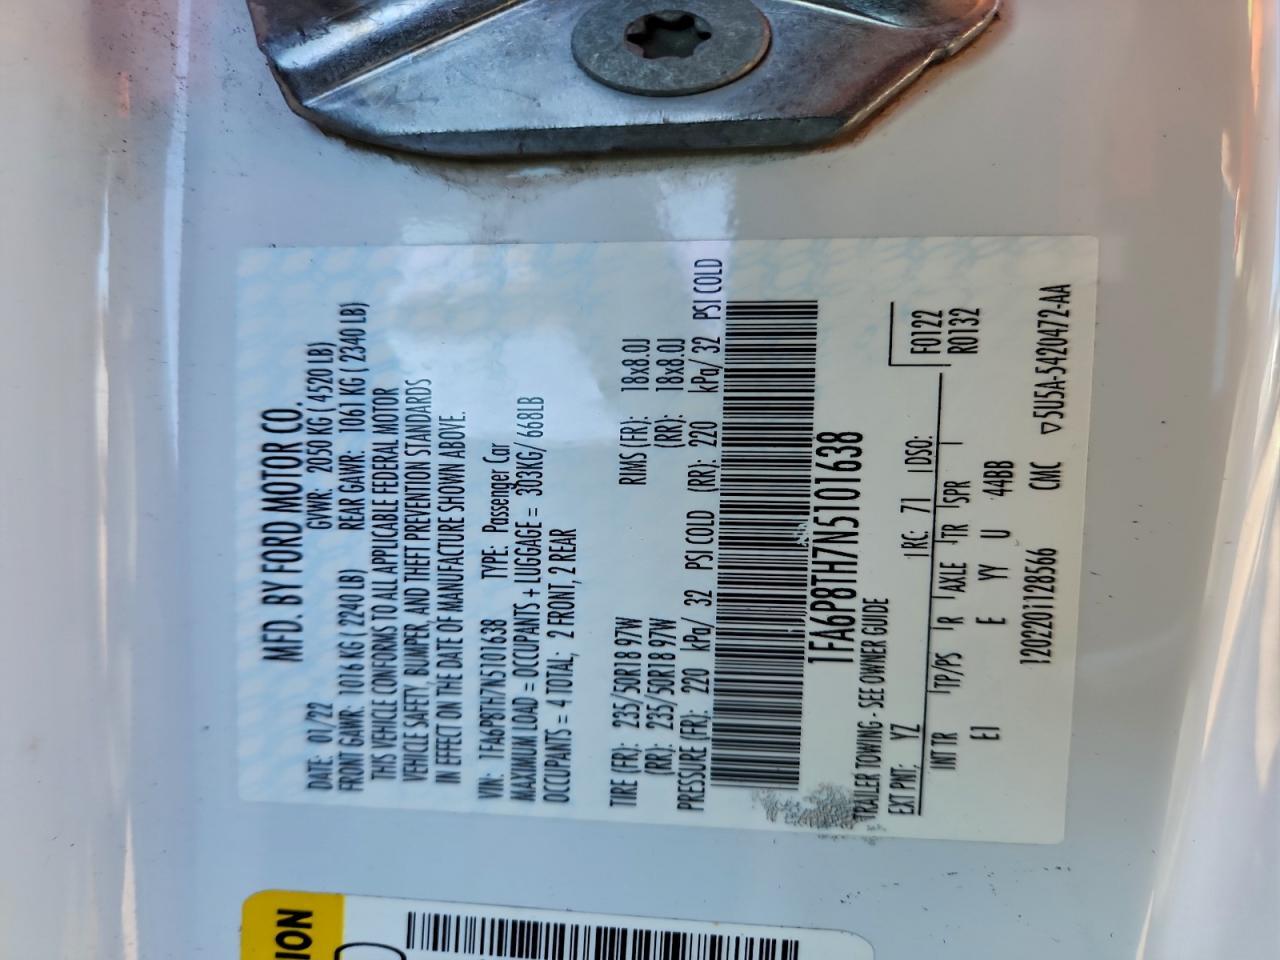 MFD. BY FORD MOTOR CO.
DATE: 01/22 GVWR: 2050 KG ( 4520 LB)
FRONT GAWR: 1016 KG ( 2240 LB) REAR GAWR: 1061 KG ( 2340 LB)
THIS VEHICLE CONFORMS TO ALL APPLICABLE FEDERAL MOTOR
VEHICLE SAFETY, BUMPER, AND THEFT PREVENTION STANDARDS
IN EFFECT ON THE DATE OF MANUFACTURE SHOWN ABOVE.
VIN: 1FA6P8TH7N5101638 TYPE: Passenger Car
MAXIMUM LOAD = OCCUPANTS + LUGGAGE = 303KG/ 668LB
OCCUPANTS = 4 TOTAL; 2 FRONT, 2 REAR
TIRE (FR): 235/50R18 97W RIMS (FR): 18x8.0J
(RR): 235/50R18 97W (RR): 18x8.0J
PRESSURE (FR): 220 kPa/ 32 PSI COLD (RR): 220 kPa/ 32 PSI COLD
1FA6P8TH7N5101638
TRAILER TOWING - SEE OWNER GUIDE
EXT PNT: YZ RC: 71 DSO: F0122
R0132
INT TR TP/PS R AXLE TR SPR
EI E YY U 44BB
1202201128566 CMC ▽5U5A-5420472-AA
ION